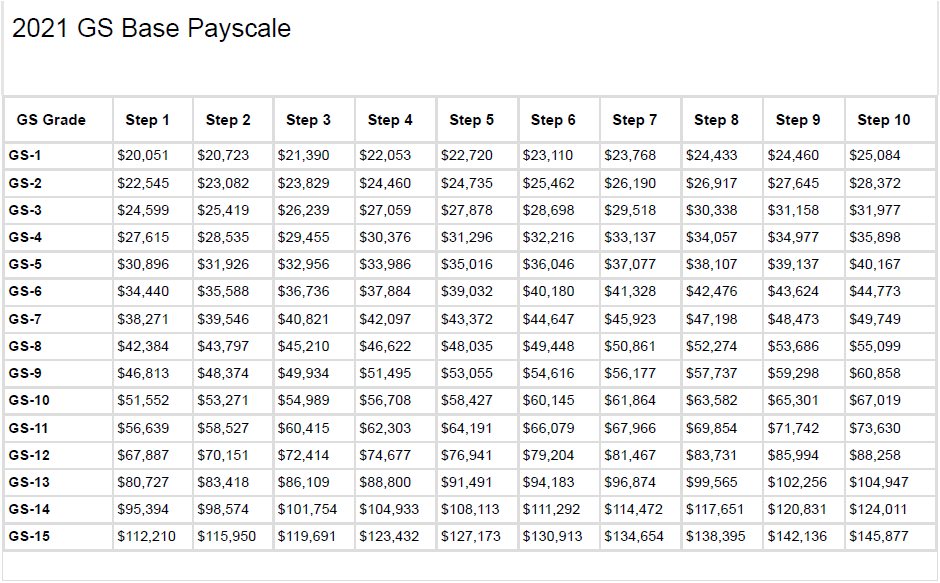 2021 GS Base Payscale
GS Grade Step 1 Step 2 Step 3 Step 4 Step 5 Step 6 Step 7 Step 8 Step 9 Step 10
GS-1 $20,051 $20,723 $21,390 $22,053 $22,720 $23,110 $23,768 $24,433 $24,460 $25,084
GS-2 $22,545 $23,082 $23,829 $24,460 $24,735 $25,462 $26,190 $26,917 $27,645 $28,372
GS-3 $24,599 $25,419 $26,239 $27,059 $27,878 $28,698 $29,518 $30,338 $31,158 $31,977
GS-4 $27,615 $28,535 $29,455 $30,376 $31,296 $32,216 $33,137 $34,057 $34,977 $35,898
GS-5 $30,896 $31,926 $32,956 $33,986 $35,016 $36,046 $37,077 $38,107 $39,137 $40,167
GS-6 $34,440 $35,588 $36,736 $37,884 $39,032 $40,180 $41,328 $42,476 $43,624 $44,773
GS-7 $38,271 $39,546 $40,821 $42,097 $43,372 $44,647 $45,923 $47,198 $48,473 $49,749
GS-8 $42,384 $43,797 $45,210 $46,622 $48,035 $49,448 $50,861 $52,274 $53,686 $55,099
GS-9 $46,813 $48,374 $49,934 $51,495 $53,055 $54,616 $56,177 $57,737 $59,298 $60,858
GS-10 $51,552 $53,271 $54,989 $56,708 $58,427 $60,145 $61,864 $63,582 $65,301 $67,019
GS-11 $56,639 $58,527 $60,415 $62,303 $64,191 $66,079 $67,966 $69,854 $71,742 $73,630
GS-12 $67,887 $70,151 $72,414 $74,677 $76,941 $79,204 $81,467 $83,731 $85,994 $88,258
GS-13 $80,727 $83,418 $86,109 $88,800 $91,491 $94,183 $96,874 $99,565 $102,256 $104,947
GS-14 $95,394 $98,574 $101,754 $104,933 $108,113 $111,292 $114,472 $117,651 $120,831 $124,011
GS-15 $112,210 $115,950 $119,691 $123,432 $127,173 $130,913 $134,654 $138,395 $142,136 $145,877